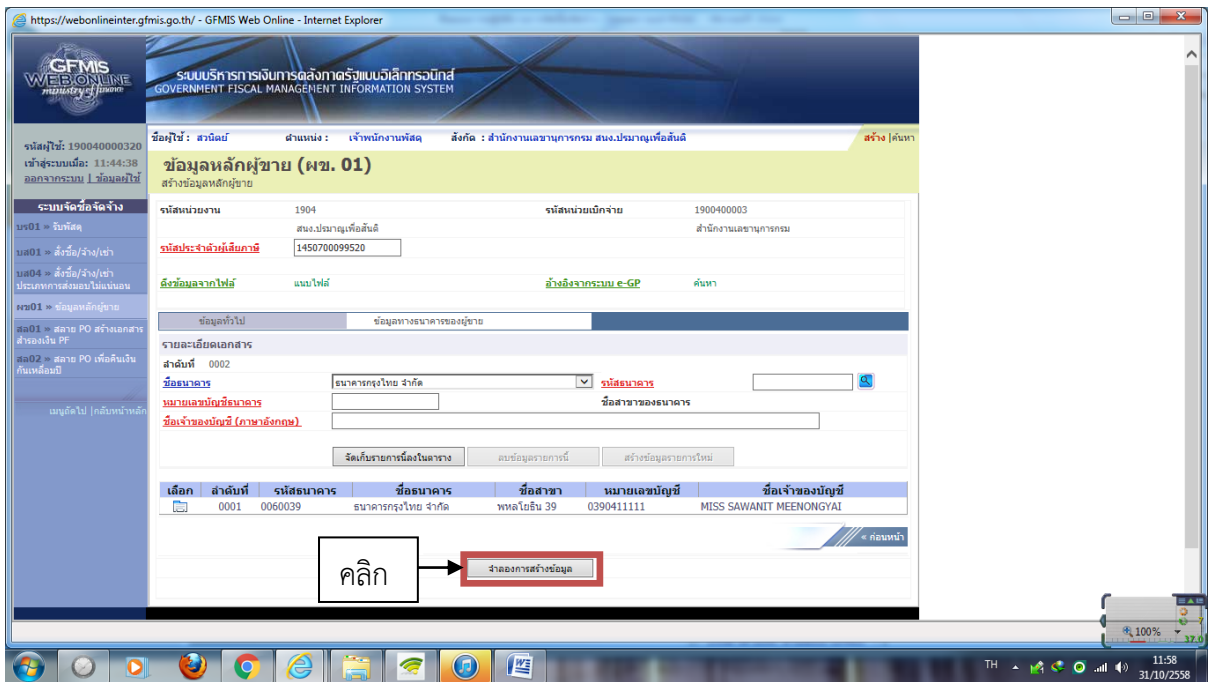 https://webonlineinter.gfmis.go.th/ - GFMIS Web Online - Internet Explorer
GFMIS
WEB ONLINE
ministry of finance
ระบบบริหารการเงินการคลังภาครัฐแบบอิเล็กทรอนิกส์
GOVERNMENT FISCAL MANAGEMENT INFORMATION SYSTEM
รหัสผู้ใช้: 190040000320
เข้าสู่ระบบเมื่อ: 11:44:38
ออกจากระบบ | ข้อมูลผู้ใช้
ชื่อผู้ใช้ : สวนิตย์ ตำแหน่ง : เจ้าพนักงานพัสดุ สังกัด : สำนักงานเลขานุการกรม สนง.ปรมาณูเพื่อสันติ สร้าง |ค้นหา
ข้อมูลหลักผู้ขาย (ผข. 01)
สร้างข้อมูลหลักผู้ขาย
ระบบจัดซื้อจัดจ้าง
บร01 » รับพัสดุ
บส01 » สั่งซื้อ/จ้าง/เช่า
บส04 » สั่งซื้อ/จ้าง/เช่า
ประเภทการส่งมอบไม่แน่นอน
ผข01 » ข้อมูลหลักผู้ขาย
สล01 » สลาย PO สร้างเอกสาร
สำรองเงิน PF
สล02 » สลาย PO เพื่อคืนเงิน
กันเหลื่อมปี
เมนูถัดไป |กลับหน้าหลัก
รหัสหน่วยงาน 1904 รหัสหน่วยเบิกจ่าย 1900400003
สนง.ปรมาณูเพื่อสันติ สำนักงานเลขานุการกรม
รหัสประจำตัวผู้เสียภาษี 1450700099520
ดึงข้อมูลจากไฟล์ แนบไฟล์ อ้างอิงจากระบบ e-GP ค้นหา
ข้อมูลทั่วไป ข้อมูลทางธนาคารของผู้ขาย
รายละเอียดเอกสาร
ลำดับที่ 0002
ชื่อธนาคาร ธนาคารกรุงไทย จำกัด รหัสธนาคาร
หมายเลขบัญชีธนาคาร ชื่อสาขาของธนาคาร
ชื่อเจ้าของบัญชี (ภาษาอังกฤษ)
จัดเก็บรายการนี้ลงในตาราง ลบข้อมูลรายการนี้ สร้างข้อมูลรายการใหม่
เลือก ลำดับที่ รหัสธนาคาร ชื่อธนาคาร ชื่อสาขา หมายเลขบัญชี ชื่อเจ้าของบัญชี
0001 0060039 ธนาคารกรุงไทย จำกัด พหลโยธิน 39 0390411111 MISS SAWANIT MEENONGYAI
« ก่อนหน้า
คลิก
จำลองการสร้างข้อมูล
100%
37.0
TH
11:58
31/10/2558